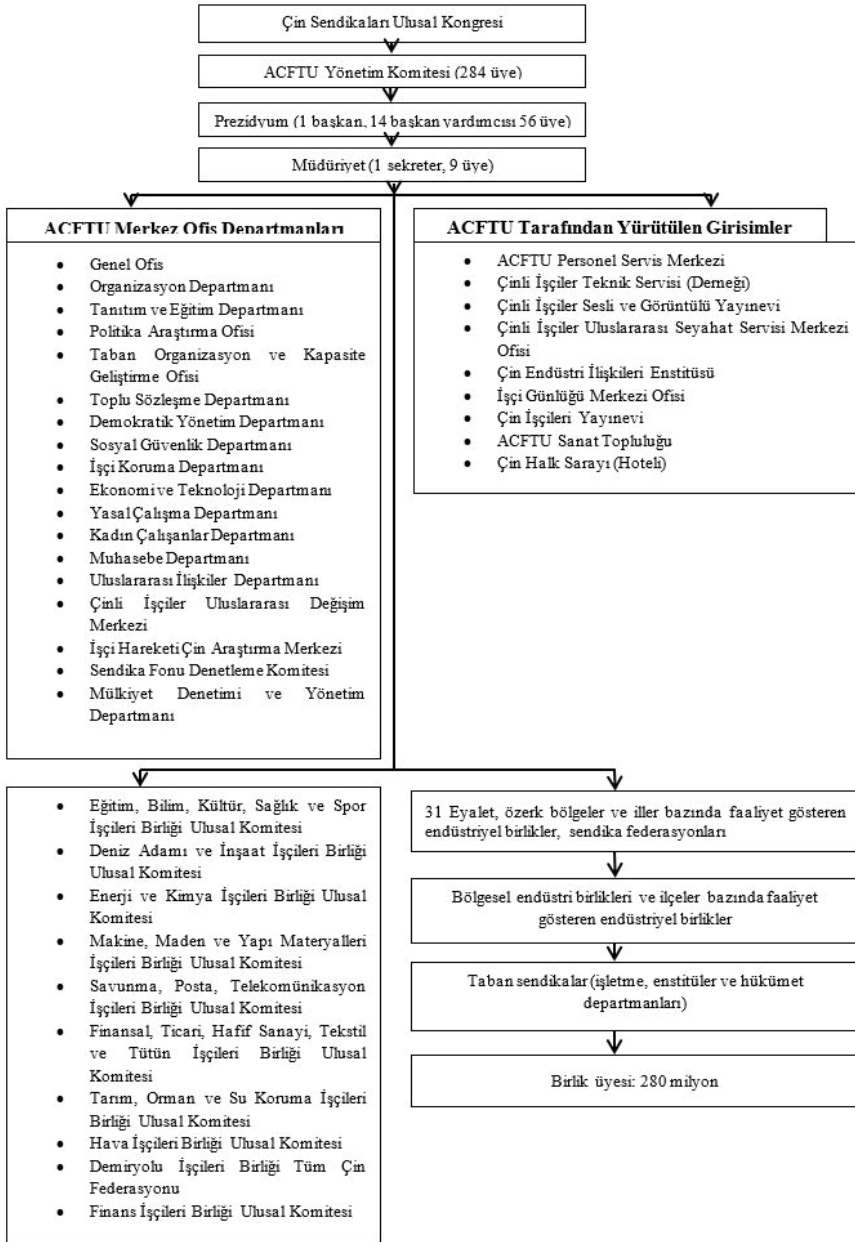 Çin Sendikaları Ulusal Kongresi
ACFTU Yönetim Komitesi (284 üye)
Prezidyum (1 başkan, 14 başkan yardımcısı 56 üye)
Müdüriyet (1 sekreter, 9 üye)
ACFTU Merkez Ofis Departmanları
• Genel Ofis
• Organizasyon Departmanı
• Tanıtım ve Eğitim Departmanı
• Politika Araştırma Ofisi
• Taban Organizasyon ve Kapasite
Geliştirme Ofisi
• Toplu Sözleşme Departmanı
• Demokratik Yönetim Departmanı
• Sosyal Güvenlik Departmanı
• İşçi Koruma Departmanı
• Ekonomi ve Teknoloji Departmanı
• Yasal Çalışma Departmanı
• Kadın Çalışanlar Departmanı
• Muhasebe Departmanı
• Uluslararası İlişkiler Departmanı
• Çinli İşçiler Uluslararası Değişim
Merkezi
• İşçi Hareketi Çin Araştırma Merkezi
• Sendika Fonu Denetleme Komitesi
• Mülkiyet Denetimi ve Yönetim
Departmanı
ACFTU Tarafından Yürütülen Girisimler
• ACFTU Personel Servis Merkezi
• Çinli İşçiler Teknik Servisi (Derneği)
• Çinli İşçiler Sesli ve Görüntülü Yayınevi
• Çinli İşçiler Uluslararası Seyahat Servisi Merkezi
Ofisi
• Çin Endüstri İlişkileri Enstitüsü
• İşçi Günlüğü Merkezi Ofisi
• Çin İşçileri Yayınevi
• ACFTU Sanat Topluluğu
• Çin Halk Sarayı (Hoteli)
• Eğitim, Bilim, Kültür, Sağlık ve Spor
İşçileri Birliği Ulusal Komitesi
• Deniz Adamı ve İnşaat İşçileri Birliği
Ulusal Komitesi
• Enerji ve Kimya İşçileri Birliği Ulusal
Komitesi
• Makine, Maden ve Yapı Materyalleri
İşçileri Birliği Ulusal Komitesi
• Savunma, Posta, Telekomünikasyon
İşçileri Birliği Ulusal Komitesi
• Finansal, Ticari, Hafif Sanayi, Tekstil
ve Tütün İşçileri Birliği Ulusal
Komitesi
• Tarım, Orman ve Su Koruma İşçileri
Birliği Ulusal Komitesi
• Hava İşçileri Birliği Ulusal Komitesi
• Demiryolu İşçileri Birliği Tüm Çin
Federasyonu
• Finans İşçileri Birliği Ulusal Komitesi
31 Eyalet, özerk bölgeler ve iller bazında faaliyet gösteren
endüstriyel birlikler, sendika federasyonları
Bölgesel endüstri birlikleri ve ilçeler bazında faaliyet
gösteren endüstriyel birlikler
Taban sendikalar (işletme, enstitüler ve hükümet
departmanları)
Birlik üyesi: 280 milyon